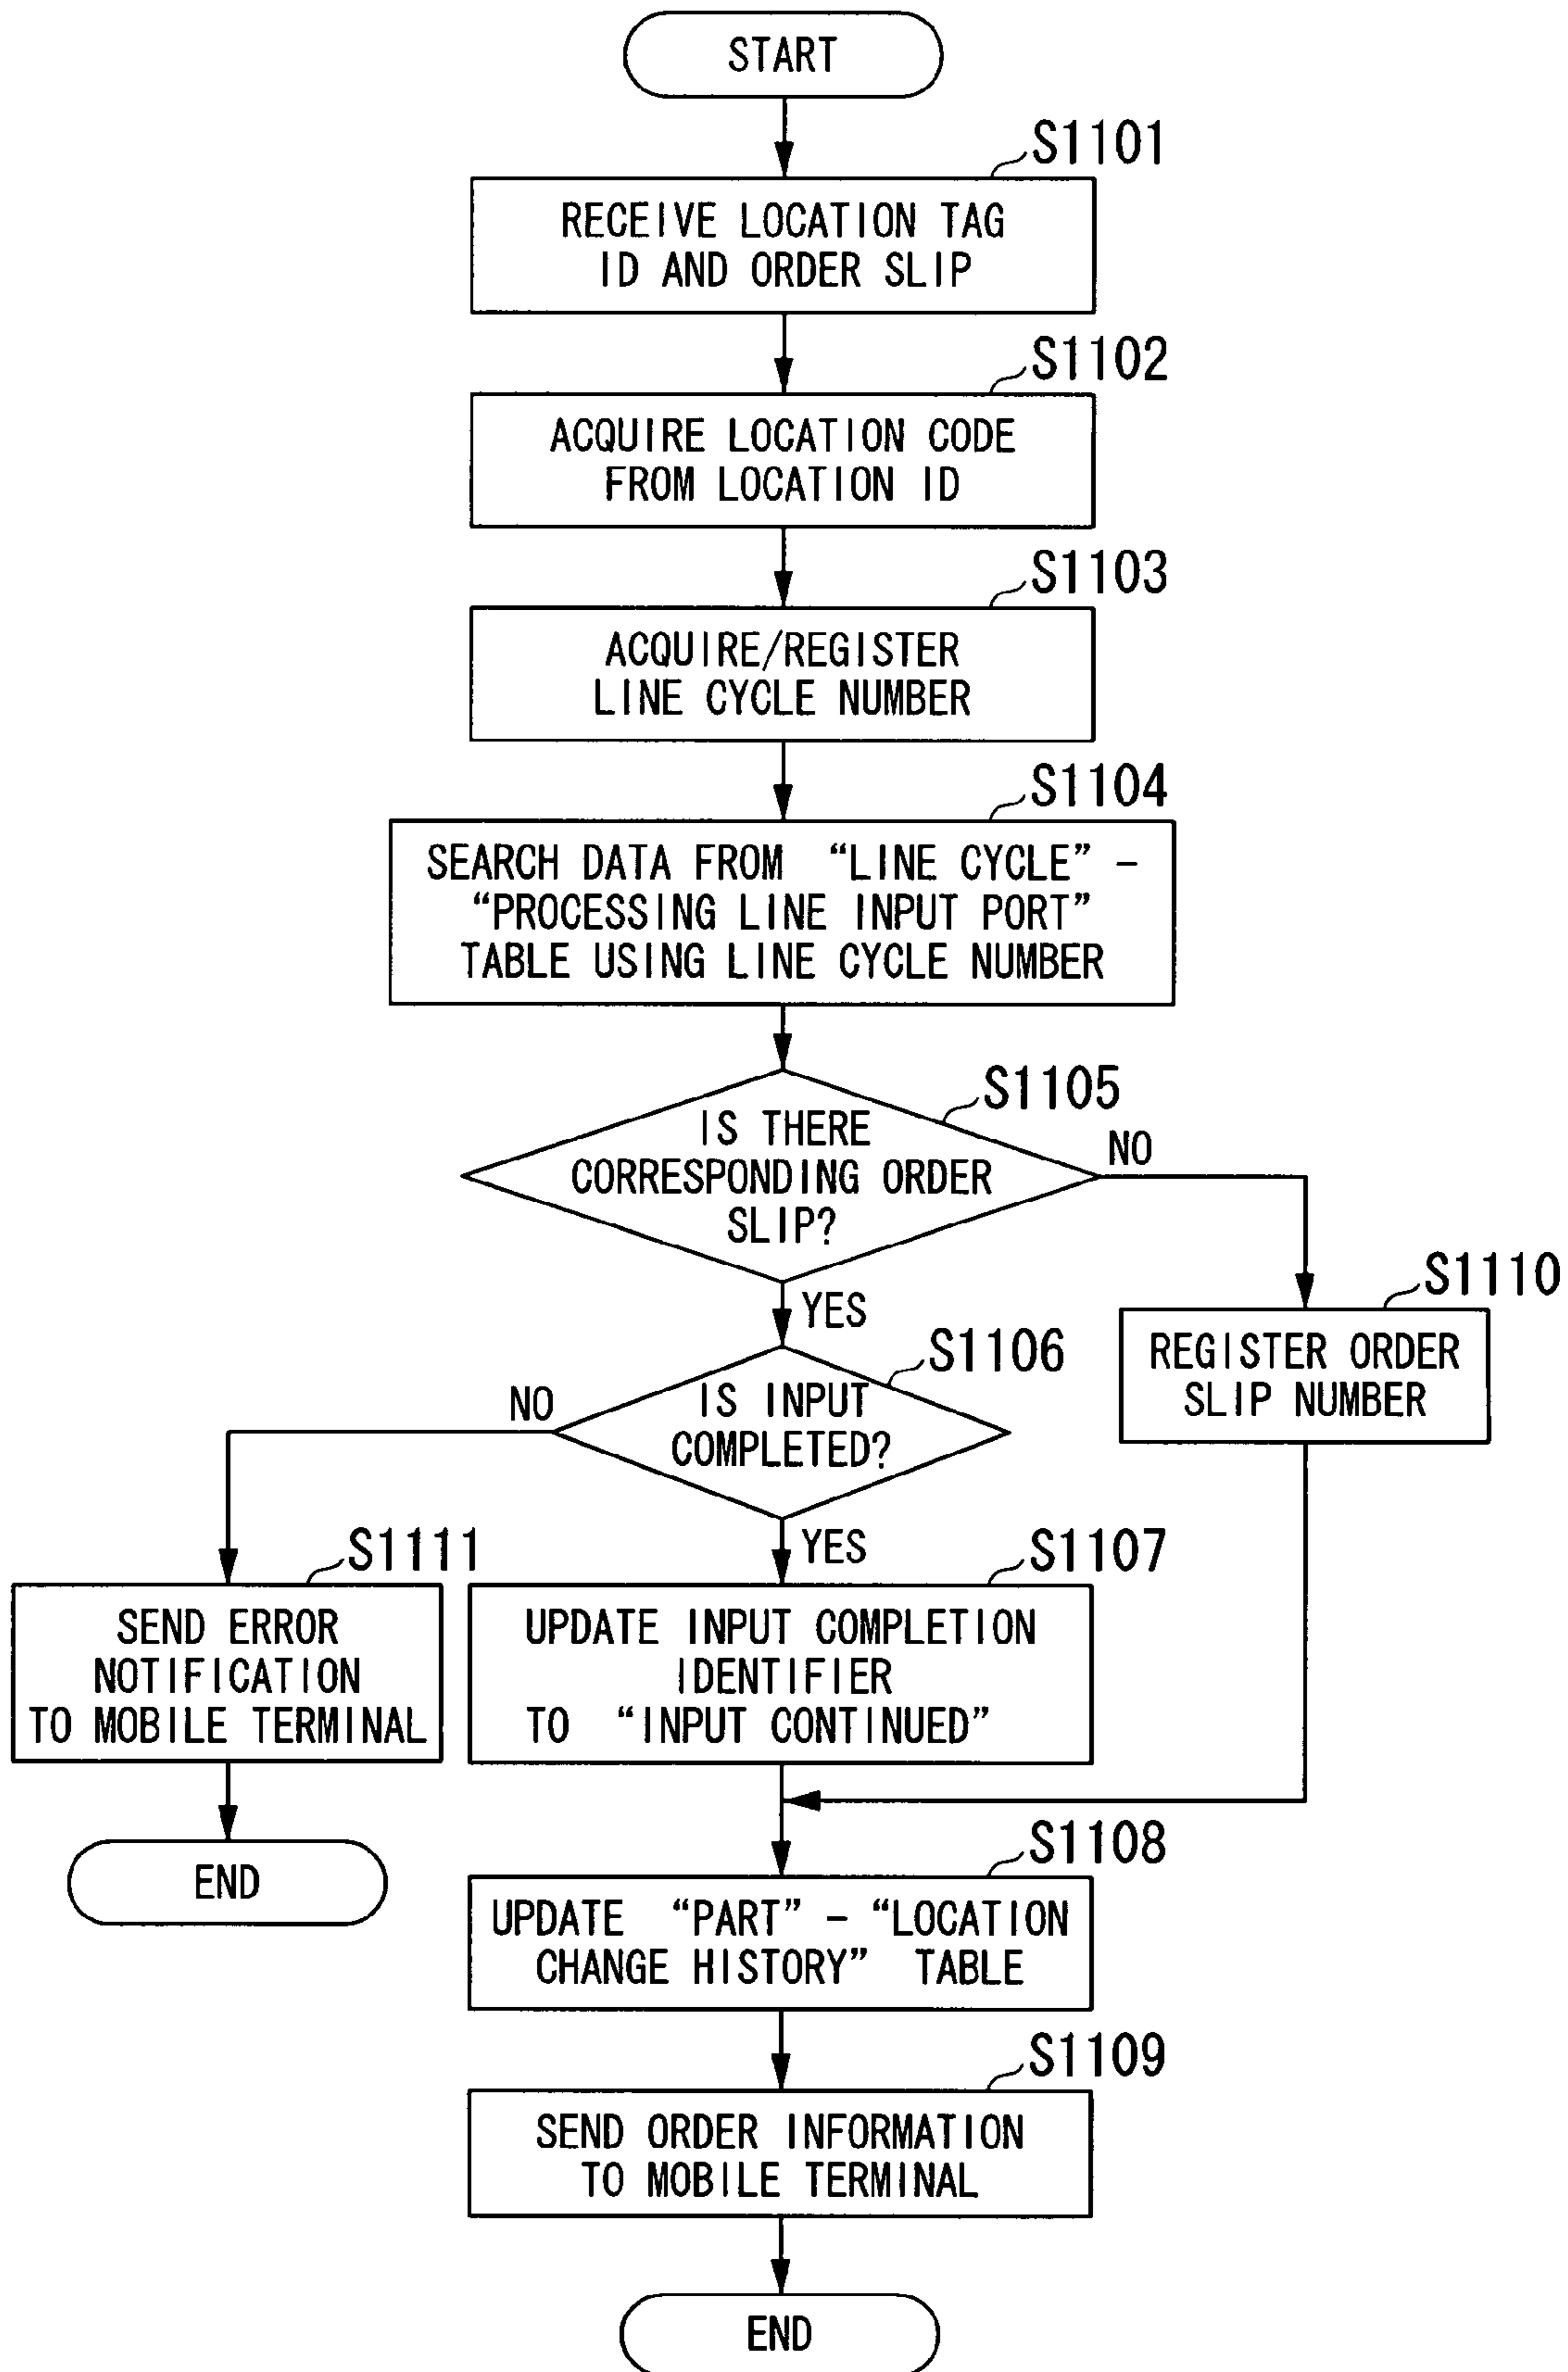 START
S1101
RECEIVE LOCATION TAG
ID AND ORDER SLIP
S1102
ACQUIRE LOCATION CODE
FROM LOCATION ID
S1103
ACQUIRE/REGISTER
LINE CYCLE NUMBER
S1104
SEARCH DATA FROM “LINE CYCLE” –
“PROCESSING LINE INPUT PORT”
TABLE USING LINE CYCLE NUMBER
S1105
IS THERE
CORRESPONDING ORDER
SLIP?
NO
YES
S1110
REGISTER ORDER
SLIP NUMBER
S1106
IS INPUT
COMPLETED?
NO
YES
S1111
SEND ERROR
NOTIFICATION
TO MOBILE TERMINAL
END
S1107
UPDATE INPUT COMPLETION
IDENTIFIER
TO “INPUT CONTINUED”
S1108
UPDATE “PART” – “LOCATION
CHANGE HISTORY” TABLE
S1109
SEND ORDER INFORMATION
TO MOBILE TERMINAL
END